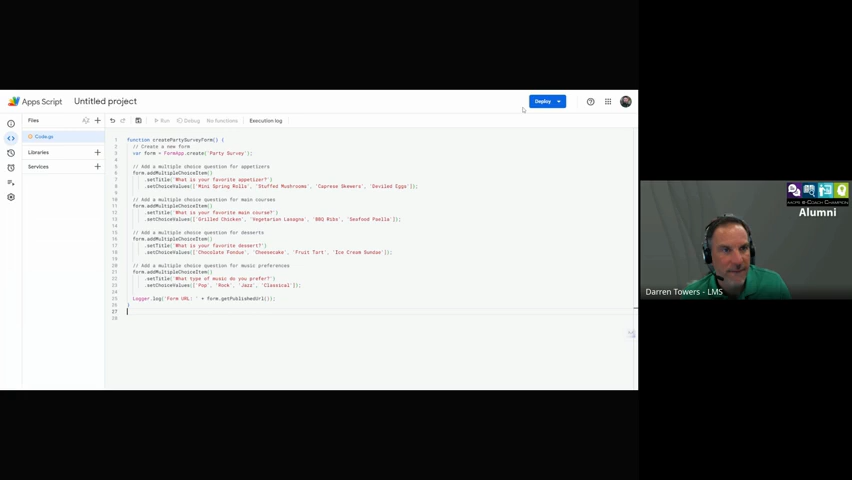 Apps Script Untitled project
Deploy
Files
Run Debug No functions Execution log
Code.gs
Libraries
Services
1 function createPartySurveyForm() {
2 // Create a new form
3 var form = FormApp.create('Party Survey');
4
5 // Add a multiple choice question for appetizers
6 form.addMultipleChoiceItem()
7 .setTitle('What is your favorite appetizer?')
8 .setChoiceValues(['Mini Spring Rolls', 'Stuffed Mushrooms', 'Caprese Skewers', 'Deviled Eggs']);
9
10 // Add a multiple choice question for main courses
11 form.addMultipleChoiceItem()
12 .setTitle('What is your favorite main course?')
13 .setChoiceValues(['Grilled Chicken', 'Vegetarian Lasagna', 'BBQ Ribs', 'Seafood Paella']);
14
15 // Add a multiple choice question for desserts
16 form.addMultipleChoiceItem()
17 .setTitle('What is your favorite dessert?')
18 .setChoiceValues(['Chocolate Fondue', 'Cheesecake', 'Fruit Tart', 'Ice Cream Sundae']);
19
20 // Add a multiple choice question for music preferences
21 form.addMultipleChoiceItem()
22 .setTitle('What type of music do you prefer?')
23 .setChoiceValues(['Pop', 'Rock', 'Jazz', 'Classical']);
24
25 Logger.log('Form URL: ' + form.getPublishedUrl());
26 }
27
28
Alumni
Darren Towers - LMS